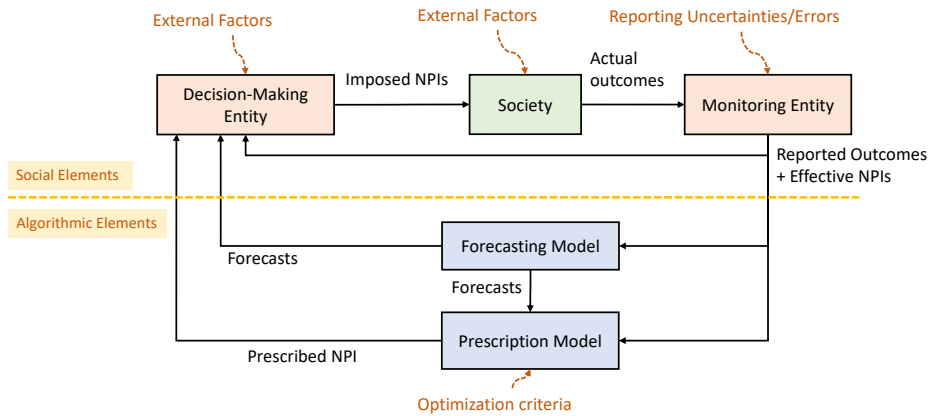 External Factors
External Factors
Reporting Uncertainties/Errors
Decision-Making
Entity
Imposed NPIs
Society
Actual
outcomes
Monitoring Entity
Reported Outcomes
+ Effective NPIs
Social Elements
Algorithmic Elements
Forecasting Model
Forecasts
Forecasts
Prescription Model
Prescribed NPI
Optimization criteria